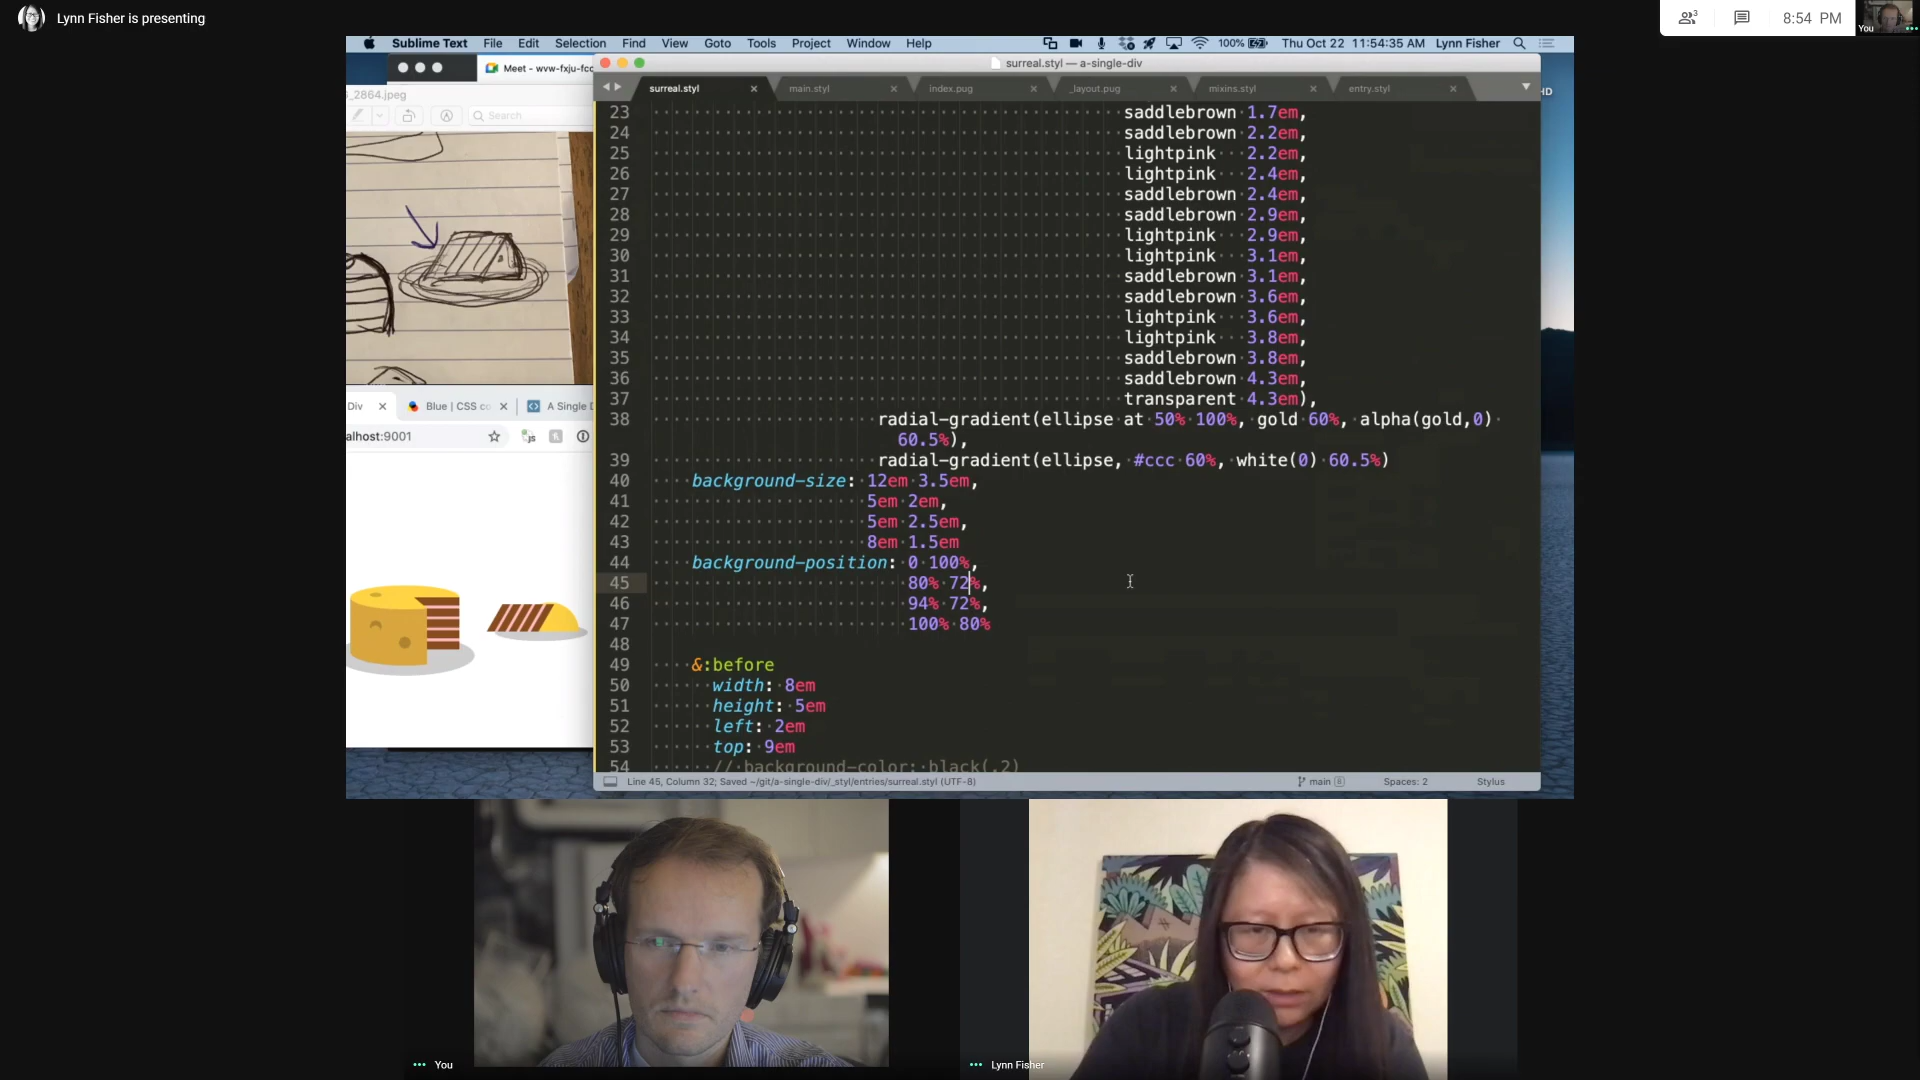 Lynn Fisher is presenting
3
8:54 PM
You
Sublime Text File Edit Selection Find View Goto Tools Project Window Help
100% Thu Oct 22 11:54:35 AM Lynn Fisher
Meet - wvw-fxju-fcc
surreal.styl — a-single-div
_2864.jpeg
surreal.styl main.styl index.pug _layout.pug mixins.styl entry.styl
HD
Search
23 saddlebrown 1.7em,
24 saddlebrown 2.2em,
25 lightpink 2.2em,
26 lightpink 2.4em,
27 saddlebrown 2.4em,
28 saddlebrown 2.9em,
29 lightpink 2.9em,
30 lightpink 3.1em,
31 saddlebrown 3.1em,
32 saddlebrown 3.6em,
33 lightpink 3.6em,
34 lightpink 3.8em,
35 saddlebrown 3.8em,
36 saddlebrown 4.3em,
37 transparent 4.3em),
38 radial-gradient(ellipse at 50% 100%, gold 60%, alpha(gold,0)
60.5%),
39 radial-gradient(ellipse, #ccc 60%, white(0) 60.5%)
40 background-size: 12em 3.5em,
41 5em 2em,
42 5em 2.5em,
43 8em 1.5em
44 background-position: 0 100%,
45 80% 72%,
46 94% 72%,
47 100% 80%
48
49 &:before
50 width: 8em
51 height: 5em
52 left: 2em
53 top: 9em
54 // background-color: black(.2)
Div Blue | CSS co A Single D
alhost:9001
Line 45, Column 32; Saved ~/git/a-single-div/_styl/entries/surreal.styl (UTF-8)
main 8 Spaces: 2 Stylus
You
Lynn Fisher